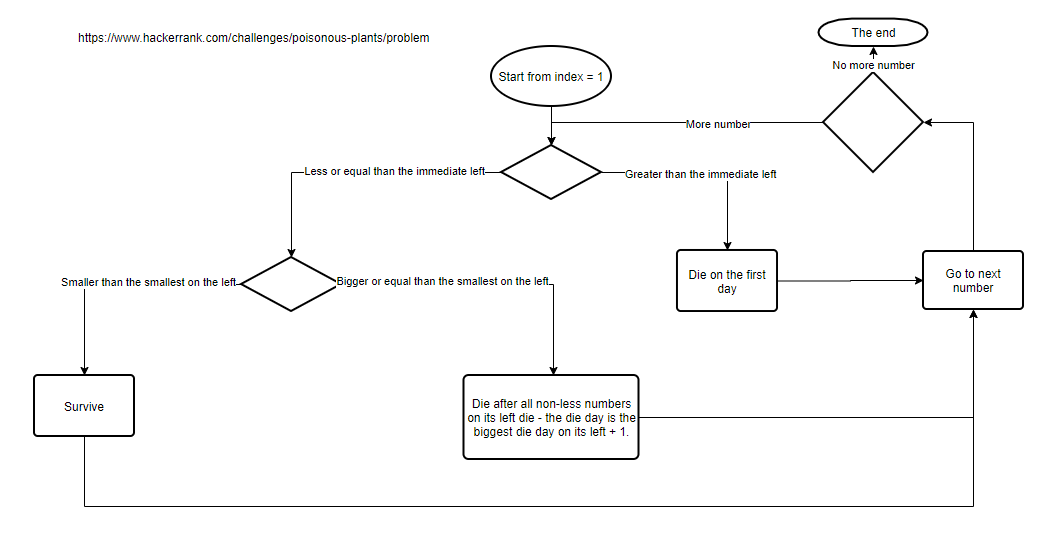 https://www.hackerrank.com/challenges/poisonous-plants/problem
The end
No more number
Start from index = 1
More number
Less or equal than the immediate left
Greater than the immediate left
Smaller than the smallest on the left
Bigger or equal than the smallest on the left
Die on the first
day
Go to next
number
Survive
Die after all non-less numbers
on its left die - the die day is the
biggest die day on its left + 1.